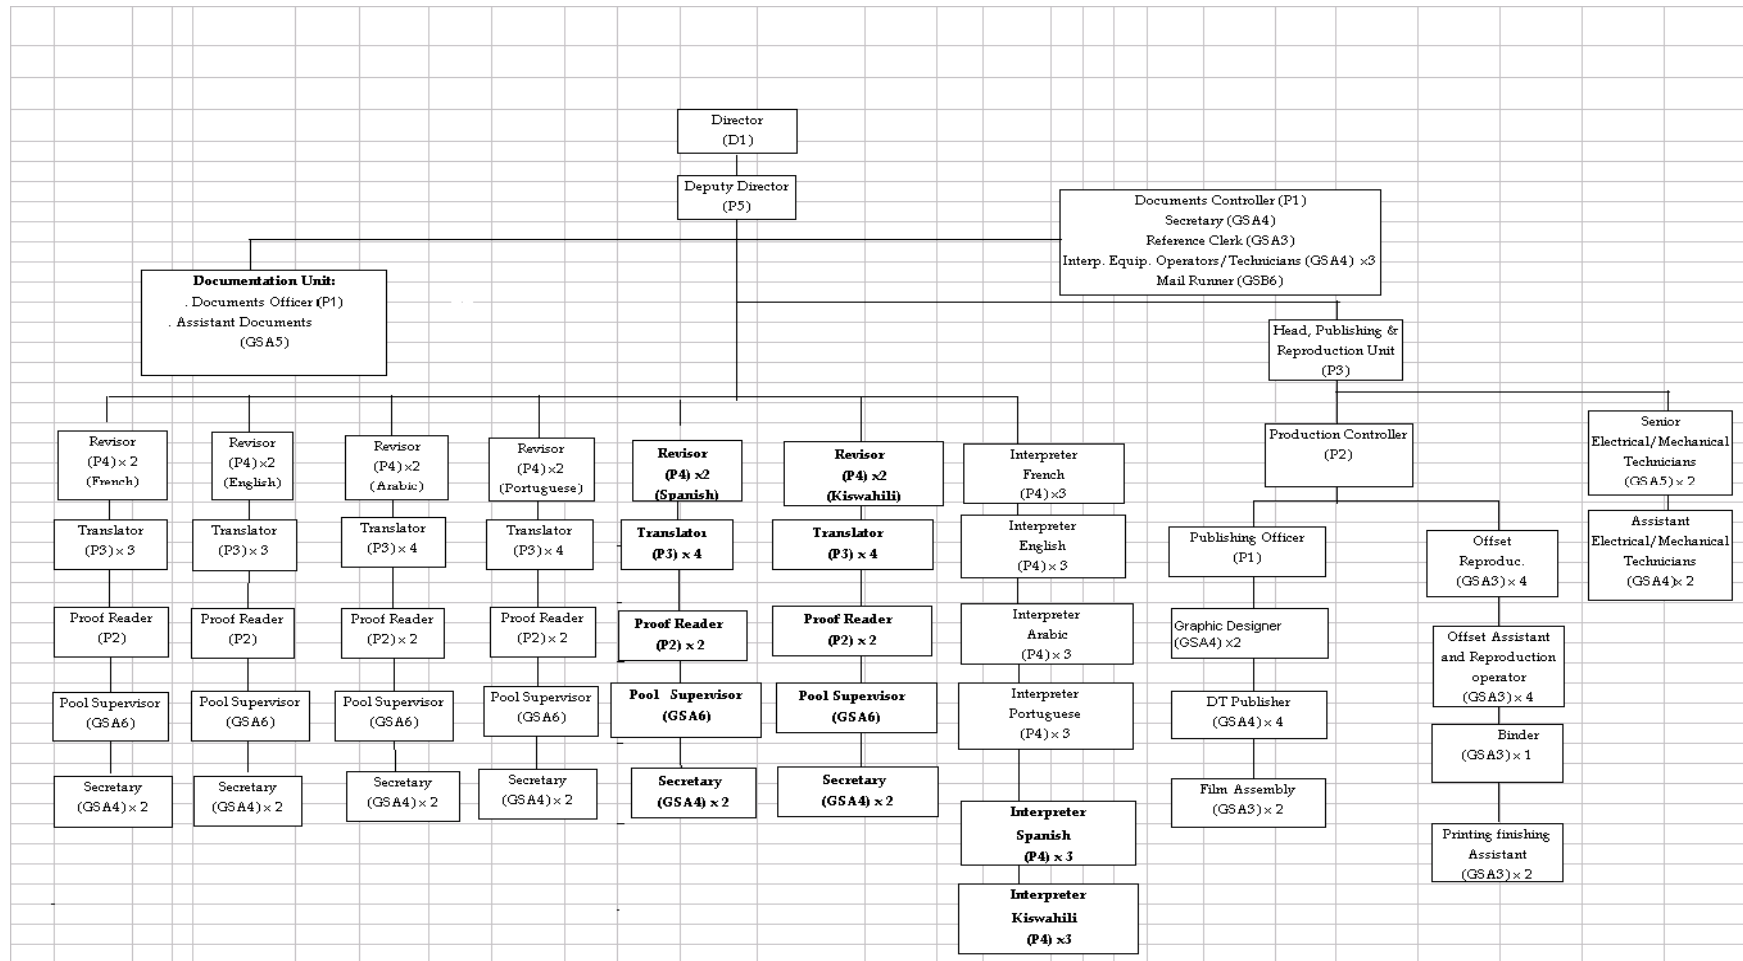 Director
(D1)
Deputy Director
(P5)
Documents Controller (P1)
Secretary (GSA4)
Reference Clerk (GSA3)
Interp. Equip. Operators/Technicians (GSA4) ×3
Mail Runner (GSB6)
Documentation Unit:
. Documents Officer (P1)
. Assistant Documents
(GSA5)
Head, Publishing &
Reproduction Unit
(P3)
Revisor
(P4) × 2
(French)
Translator
(P3) × 3
Proof Reader
(P2)
Pool Supervisor
(GSA6)
Secretary
(GSA4) × 2
Revisor
(P4) ×2
(English)
Translator
(P3) × 3
Proof Reader
(P2)
Pool Supervisor
(GSA6)
Secretary
(GSA4) × 2
Revisor
(P4) ×2
(Arabic)
Translator
(P3) × 4
Proof Reader
(P2) × 2
Pool Supervisor
(GSA6)
Secretary
(GSA4) × 2
Revisor
(P4) ×2
(Portuguese)
Translator
(P3) × 4
Proof Reader
(P2) × 2
Pool Supervisor
(GSA6)
Secretary
(GSA4) × 2
Revisor
(P4) x2
(Spanish)
Translator
(P3) x 4
Proof Reader
(P2) x 2
Pool Supervisor
(GSA6)
Secretary
(GSA4) x 2
Revisor
(P4) x2
(Kiswahili)
Translator
(P3) x 4
Proof Reader
(P2) x 2
Pool Supervisor
(GSA6)
Secretary
(GSA4) x 2
Interpreter
French
(P4) ×3
Interpreter
English
(P4) × 3
Interpreter
Arabic
(P4) × 3
Interpreter
Portuguese
(P4) × 3
Interpreter
Spanish
(P4) x 3
Interpreter
Kiswahili
(P4) x3
Production Controller
(P2)
Publishing Officer
(P1)
Graphic Designer
(GSA4) x2
DT Publisher
(GSA4) × 4
Film Assembly
(GSA3) × 2
Offset
Reproduc.
(GSA3) × 4
Offset Assistant
and Reproduction
operator
(GSA3) × 4
Binder
(GSA3) × 1
Printing finishing
Assistant
(GSA3) × 2
Senior
Electrical/Mechanical
Technicians
(GSA5) × 2
Assistant
Electrical/Mechanical
Technicians
(GSA4)× 2